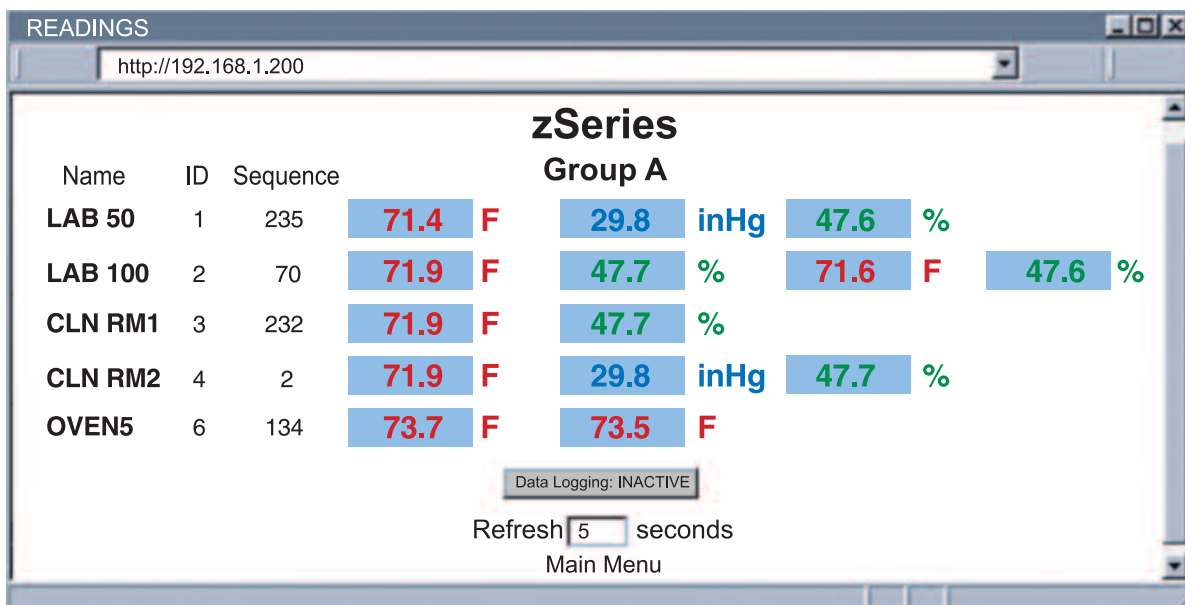 READINGS
http://192.168.1.200
zSeries
Group A
Name ID Sequence
LAB 50 1 235 71.4 F 29.8 inHg 47.6 %
LAB 100 2 70 71.9 F 47.7 % 71.6 F 47.6 %
CLN RM1 3 232 71.9 F 47.7 %
CLN RM2 4 2 71.9 F 29.8 inHg 47.7 %
OVEN5 6 134 73.7 F 73.5 F
Data Logging: INACTIVE
Refresh 5 seconds
Main Menu